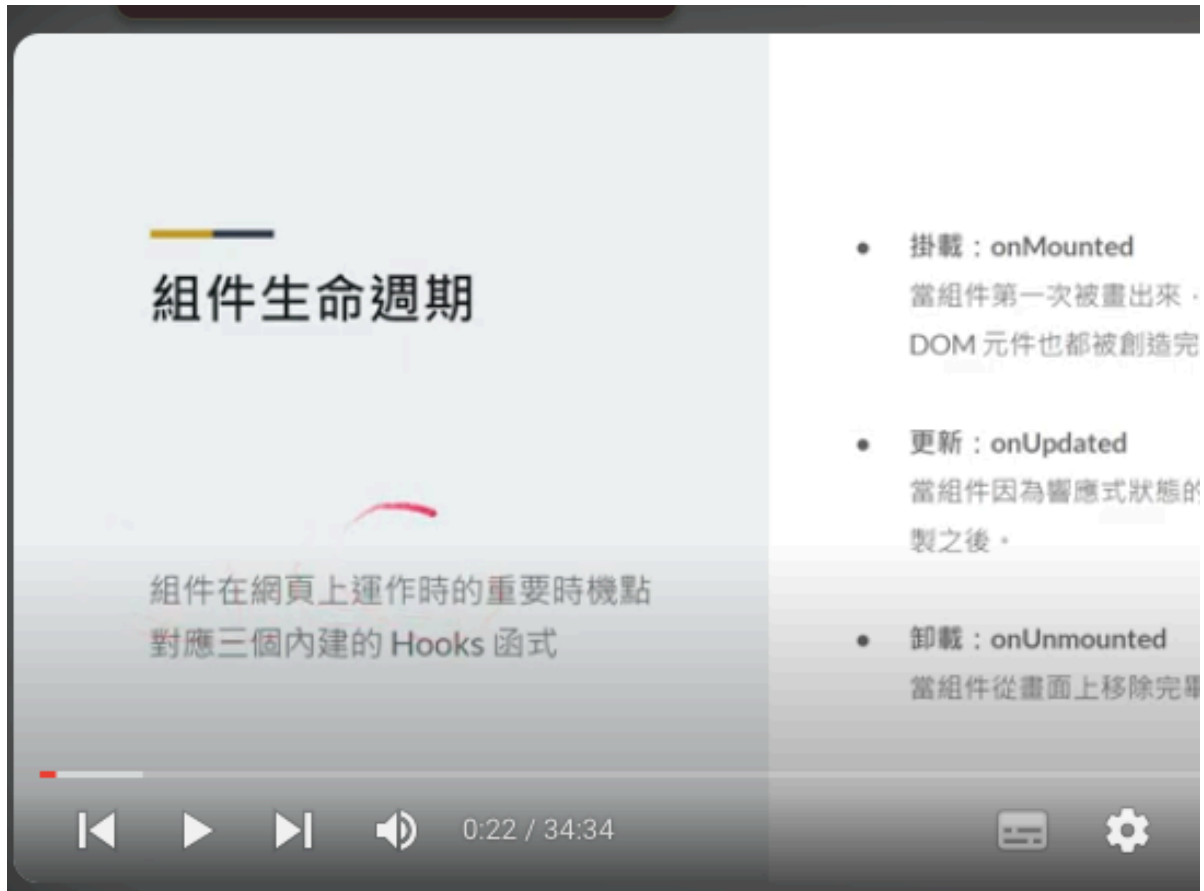 組件生命週期
組件在網頁上運作時的重要時機點
對應三個內建的 Hooks 函式
掛載：onMounted
當組件第一次被畫出來，
DOM 元件也都被創造完
更新：onUpdated
當組件因為響應式狀態的
製之後。
卸載：onUnmounted
當組件從畫面上移除完畢
0:22 / 34:34